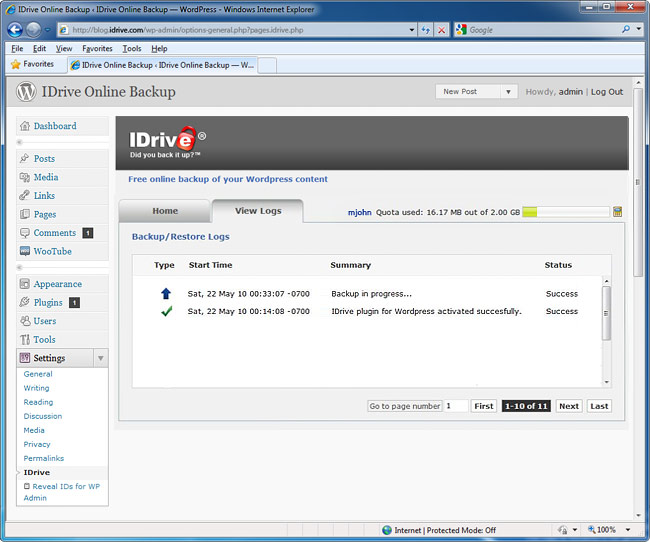 IDrive Online Backup ‹ IDrive Online Backup — WordPress - Windows Internet Explorer
http://blog.idrive.com/wp-admin/options-general.php?pages.idrive.php
Google
File Edit View Favorites Tools Help
Favorites
IDrive Online Backup ‹ IDrive Online Backup — W...
IDrive Online Backup
New Post
Howdy, admin | Log Out
Dashboard
Posts
Media
Links
Pages
Comments 1
WooTube
Appearance
Plugins 1
Users
Tools
Settings
General
Writing
Reading
Discussion
Media
Privacy
Permalinks
IDrive
Reveal IDs for WP
Admin
IDrive®
Did you back it up?™
Free online backup of your Wordpress content
Home
View Logs
mjohn Quota used: 16.17 MB out of 2.00 GB
Backup/Restore Logs
Type Start Time Summary Status
Sat, 22 May 10 00:33:07 -0700 Backup in progress... Success
Sat, 22 May 10 00:14:08 -0700 IDrive plugin for Wordpress activated succesfully. Success
Go to page number 1 First 1-10 of 11 Next Last
Internet | Protected Mode: Off
100%